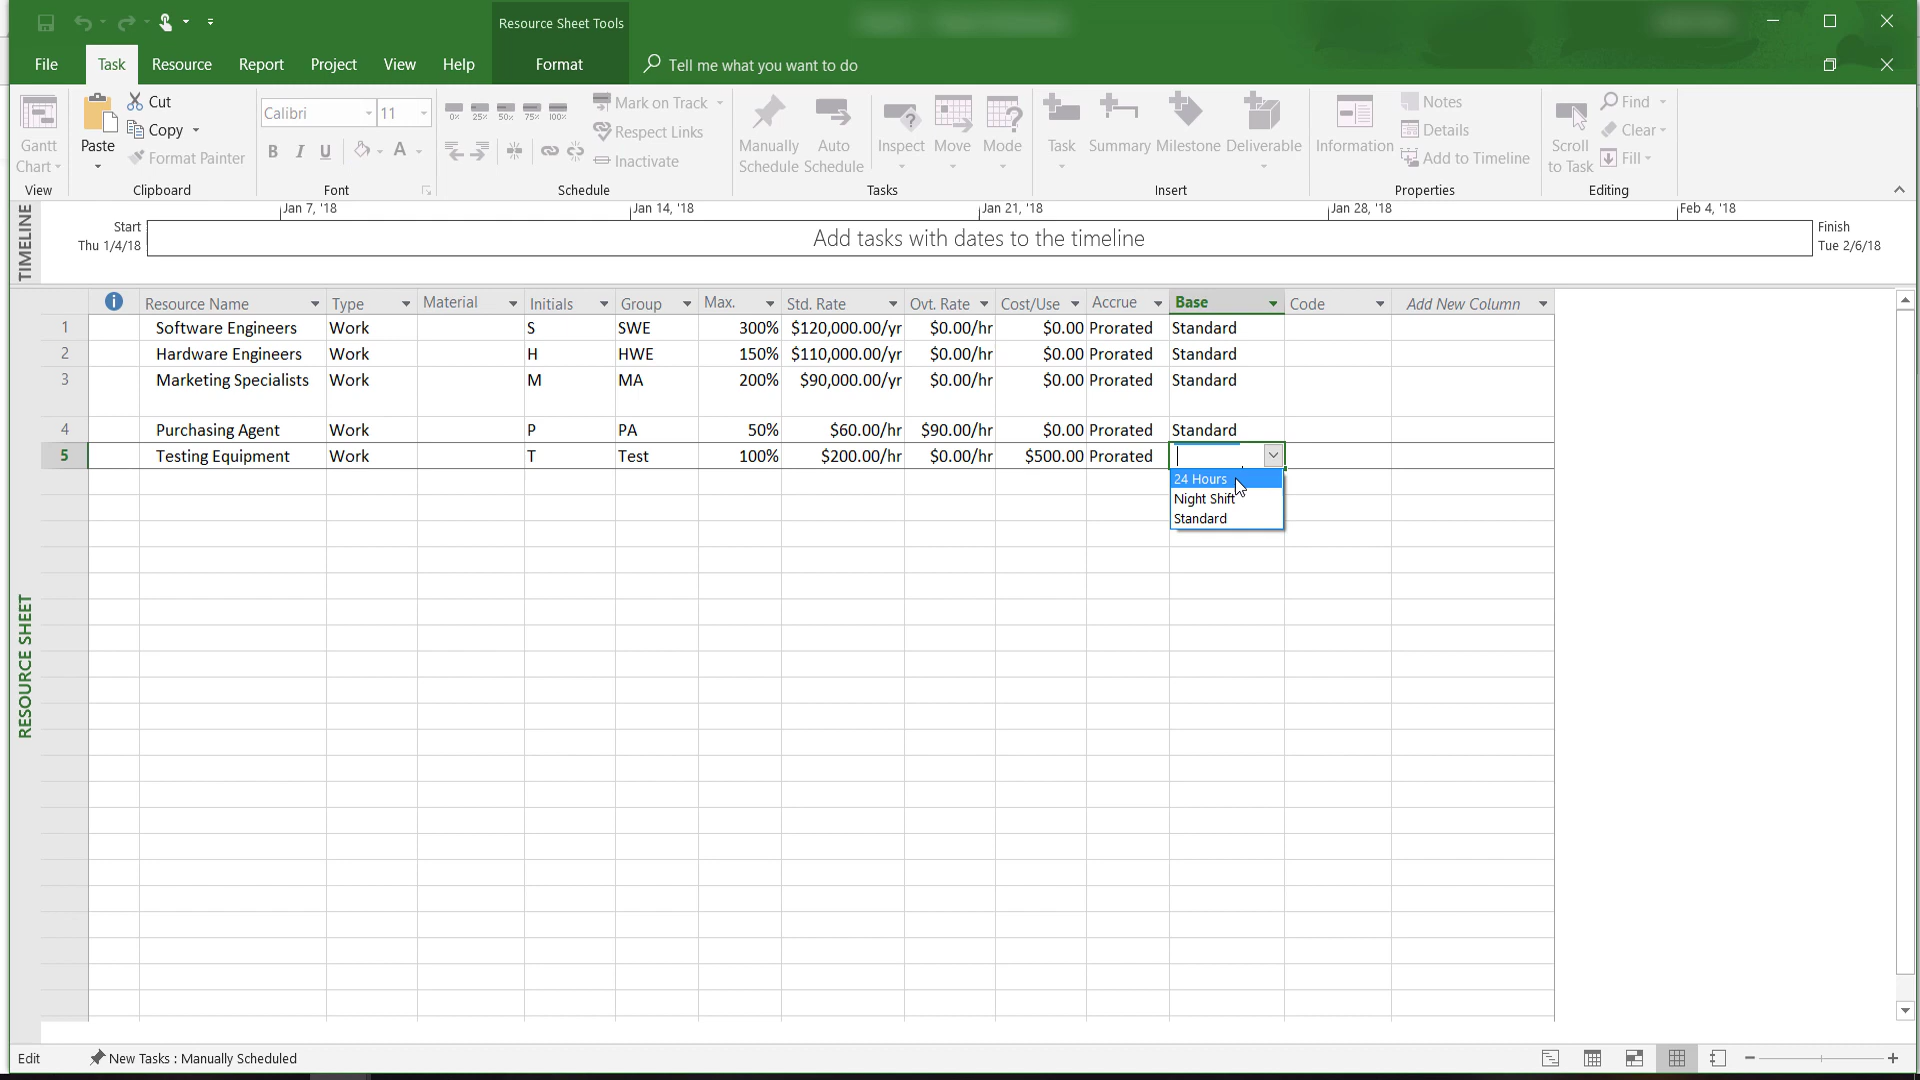 Resource Sheet Tools
File Task Resource Report Project View Help Format Tell me what you want to do
Gantt Chart
View
Paste
Cut
Copy
Format Painter
Clipboard
Calibri 11
B I U A
Font
0% 25% 50% 75% 100%
Mark on Track
Respect Links
Inactivate
Schedule
Manually Schedule
Auto Schedule
Inspect
Move
Mode
Tasks
Task
Summary
Milestone
Deliverable
Insert
Information
Notes
Details
Add to Timeline
Properties
Scroll to Task
Find
Clear
Fill
Editing
TIMELINE
Jan 7, '18 Jan 14, '18 Jan 21, '18 Jan 28, '18 Feb 4, '18
Start
Thu 1/4/18
Add tasks with dates to the timeline
Finish
Tue 2/6/18
RESOURCE SHEET
Resource Name Type Material Initials Group Max. Std. Rate Ovt. Rate Cost/Use Accrue Base Code Add New Column
1 Software Engineers Work S SWE 300% $120,000.00/yr $0.00/hr $0.00 Prorated Standard
2 Hardware Engineers Work H HWE 150% $110,000.00/yr $0.00/hr $0.00 Prorated Standard
3 Marketing Specialists Work M MA 200% $90,000.00/yr $0.00/hr $0.00 Prorated Standard
4 Purchasing Agent Work P PA 50% $60.00/hr $90.00/hr $0.00 Prorated Standard
5 Testing Equipment Work T Test 100% $200.00/hr $0.00/hr $500.00 Prorated
24 Hours
Night Shift
Standard
Edit New Tasks : Manually Scheduled